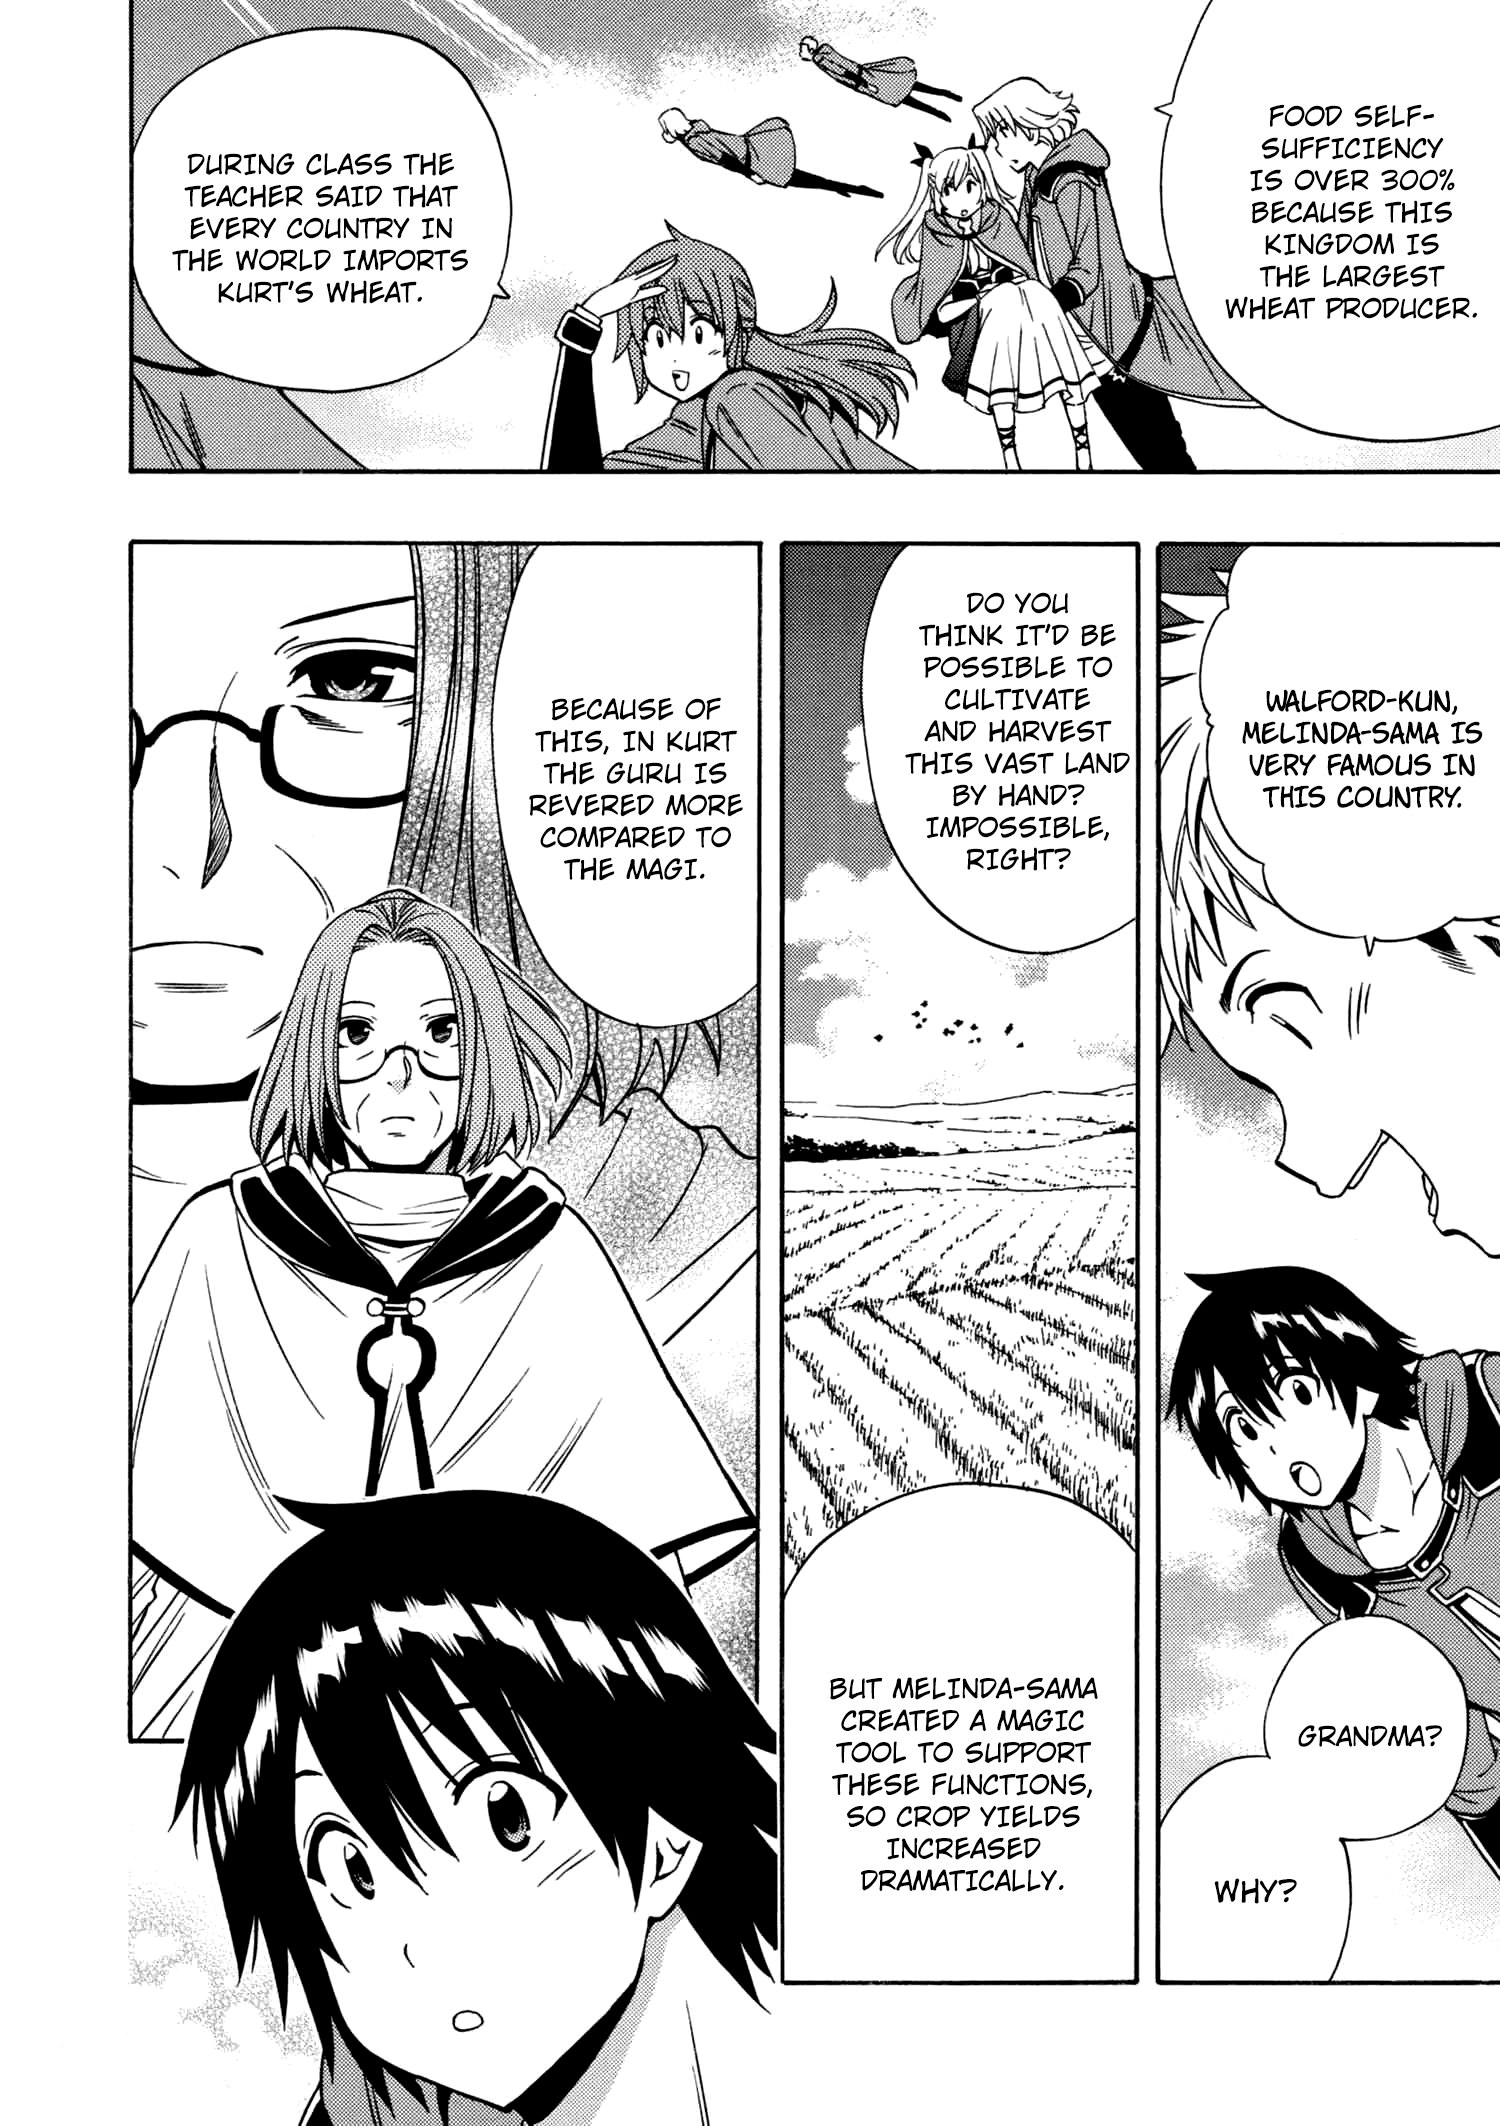 FOOD SELF-
SUFFICIENCY
IS OVER 300%
BECAUSE THIS
KINGDOM IS
THE LARGEST
WHEAT PRODUCER.
DURING CLASS THE
TEACHER SAID THAT
EVERY COUNTRY IN
THE WORLD IMPORTS
KURT'S WHEAT.
WALFORD-KUN,
MELINDA-SAMA IS
VERY FAMOUS IN
THIS COUNTRY.
GRANDMA?
WHY?
DO YOU
THINK IT'D BE
POSSIBLE TO
CULTIVATE
AND HARVEST
THIS VAST LAND
BY HAND?
IMPOSSIBLE,
RIGHT?
BUT MELINDA-SAMA
CREATED A MAGIC
TOOL TO SUPPORT
THESE FUNCTIONS,
SO CROP YIELDS
INCREASED
DRAMATICALLY.
BECAUSE OF
THIS, IN KURT
THE GURU IS
REVERED MORE
COMPARED TO
THE MAGI.